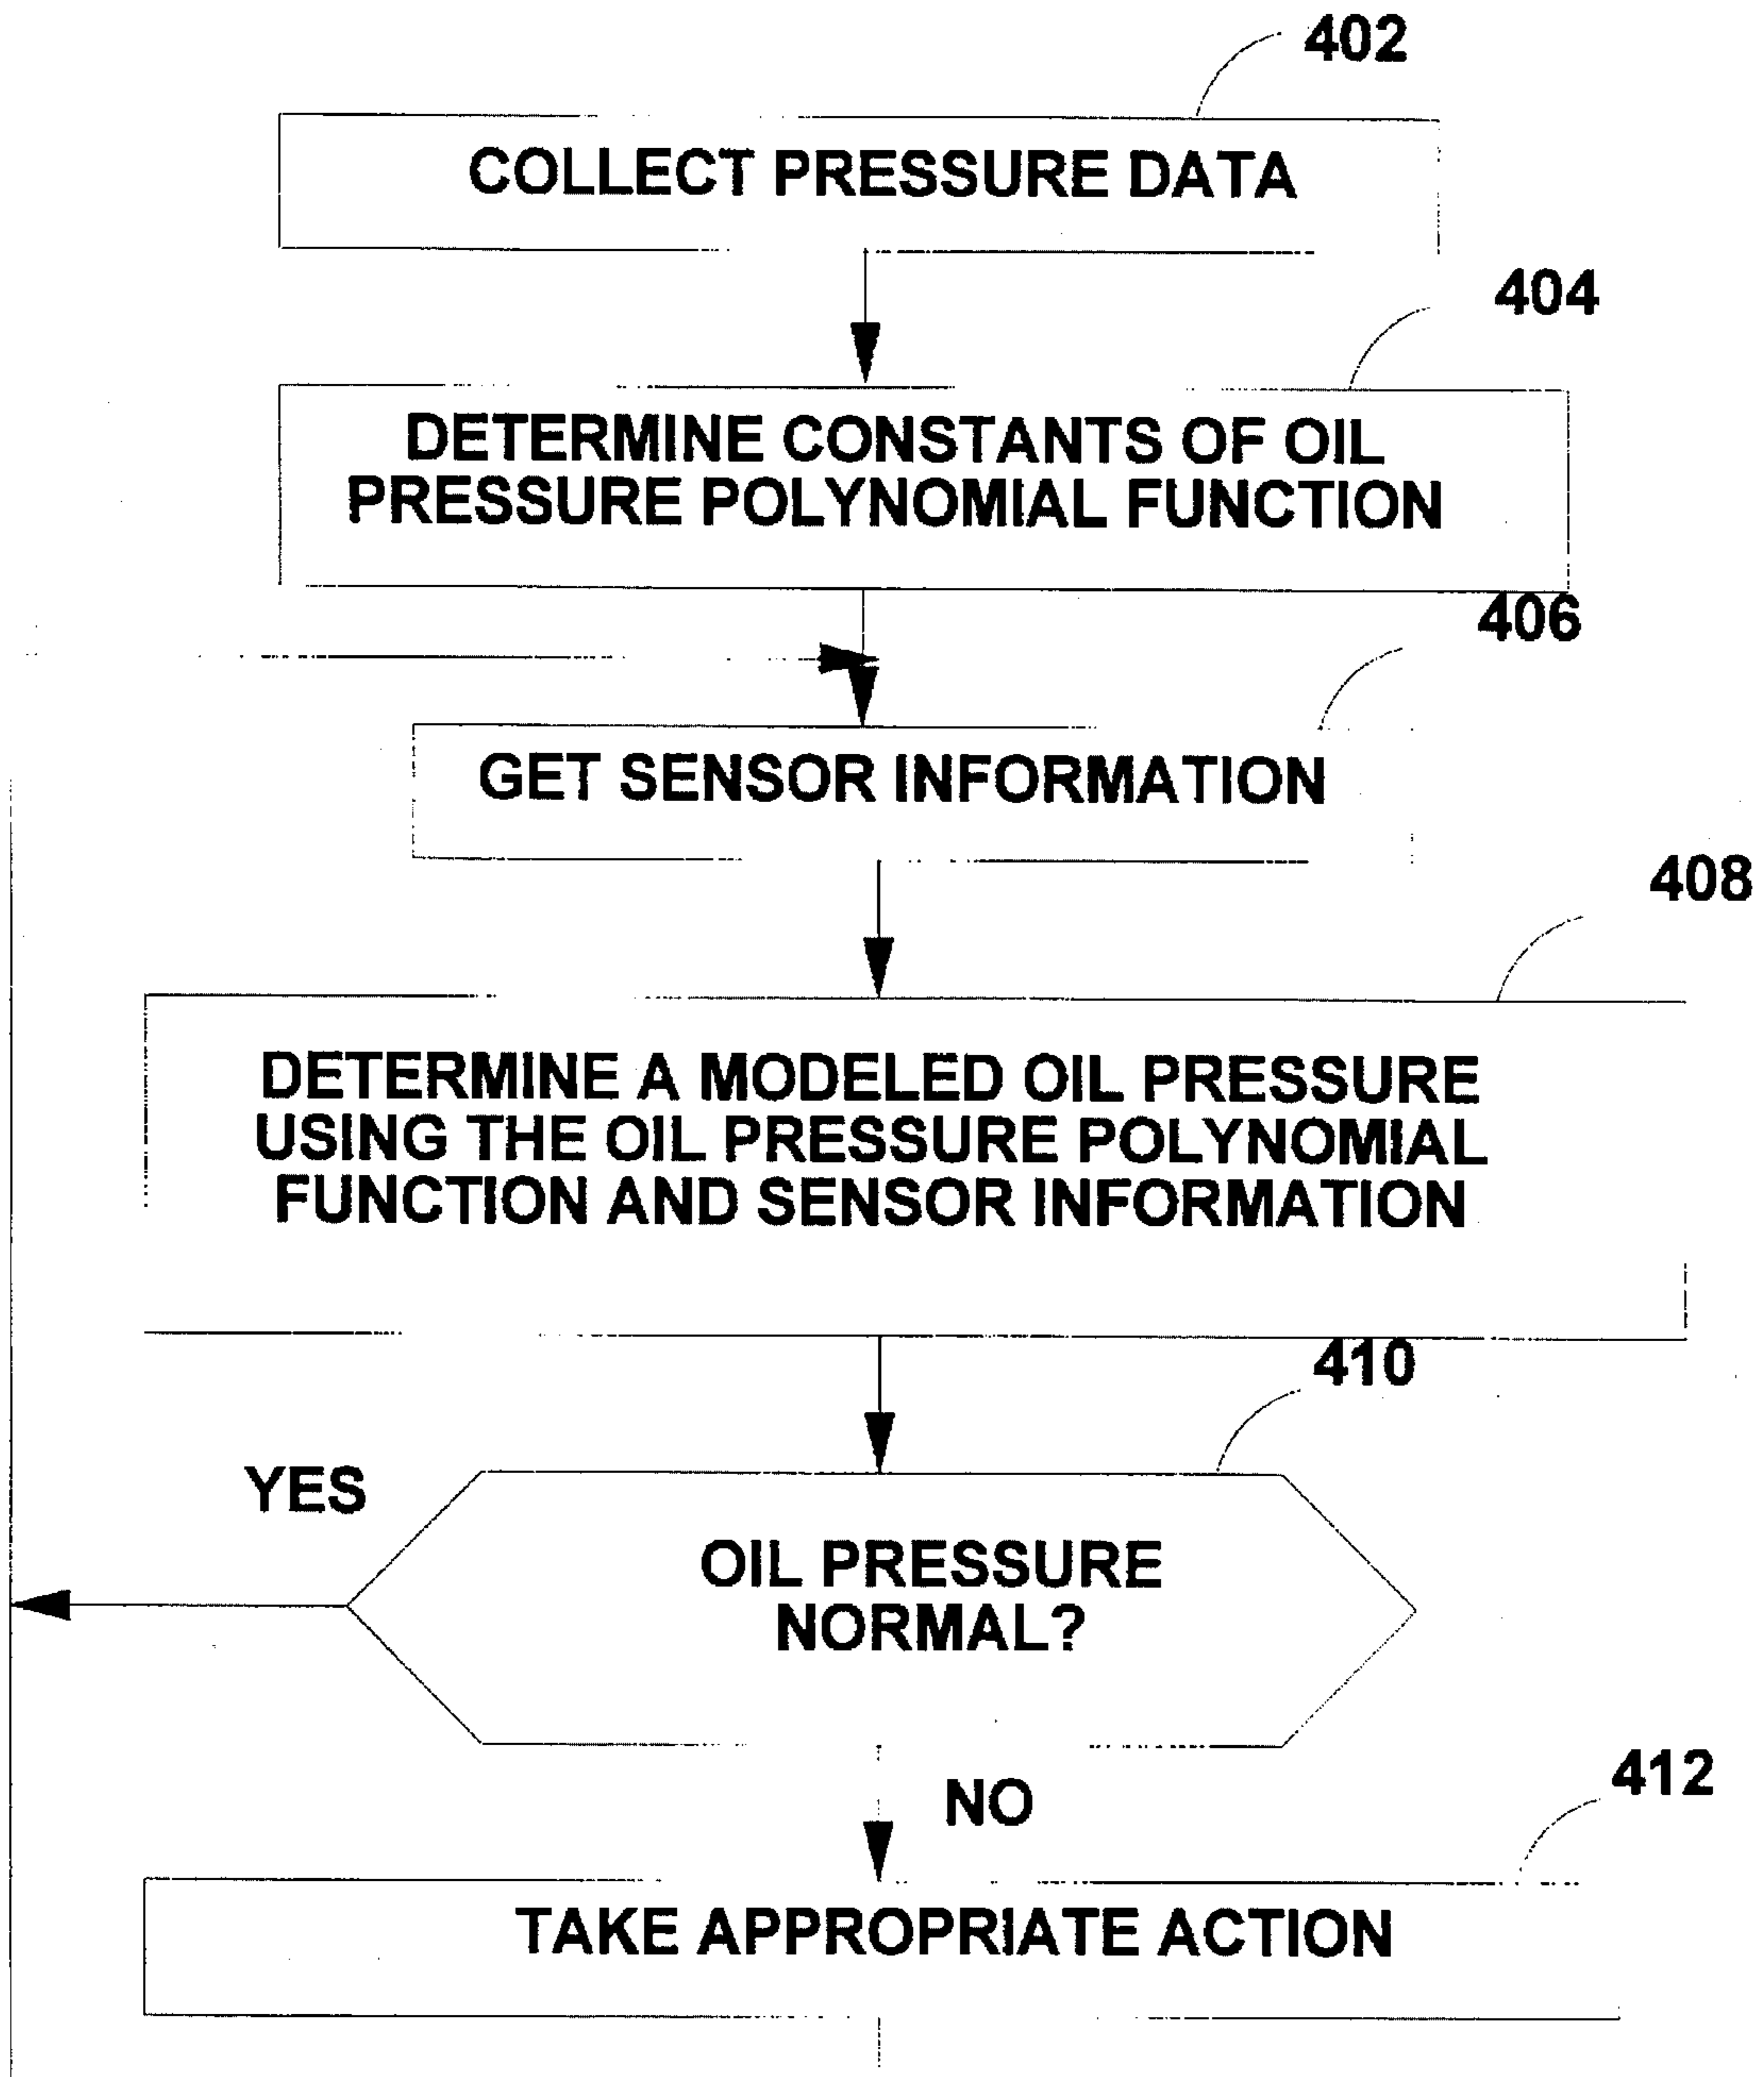 402
COLLECT PRESSURE DATA
404
DETERMINE CONSTANTS OF OIL
PRESSURE POLYNOMIAL FUNCTION
406
GET SENSOR INFORMATION
408
DETERMINE A MODELED OIL PRESSURE
USING THE OIL PRESSURE POLYNOMIAL
FUNCTION AND SENSOR INFORMATION
410
YES
OIL PRESSURE
NORMAL?
NO
412
TAKE APPROPRIATE ACTION